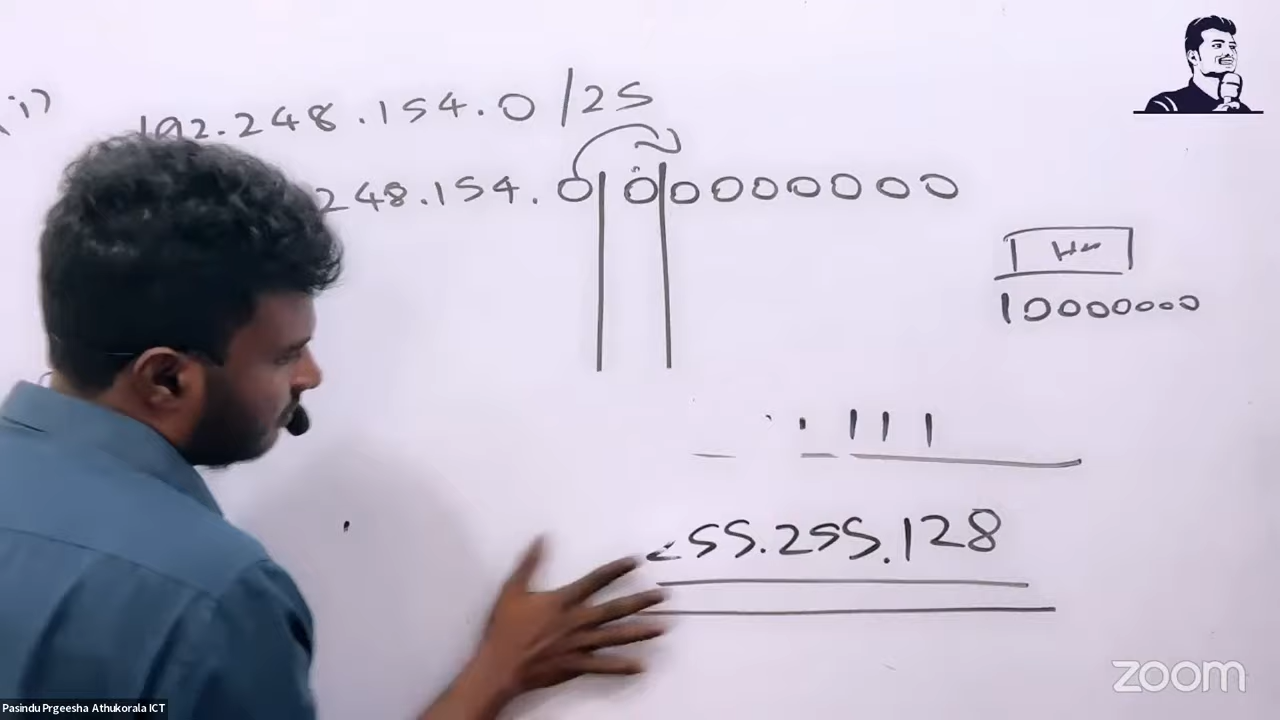 192.248.154.0 /25
248.154. 0 0 0000000
10000000
111
255.255.128
zoom
Pasindu Prgeesha Athukorala ICT